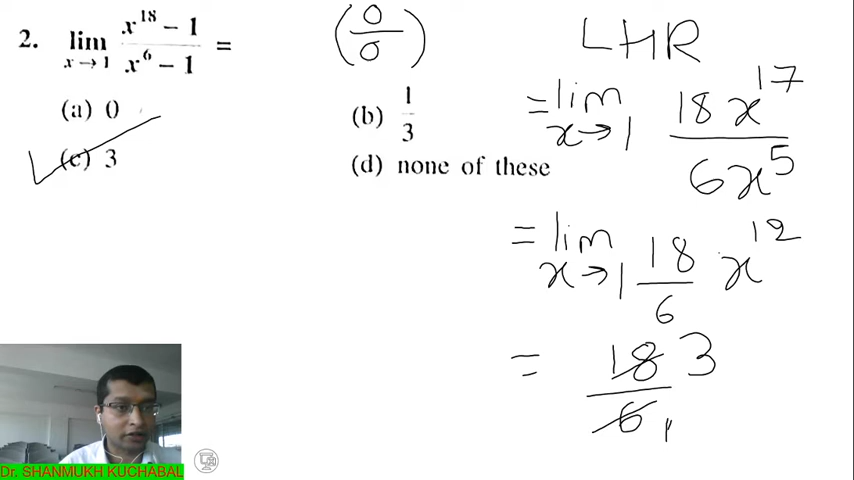 2. lim x→1 (x^18 − 1)/(x^6 − 1) =
(0/0)
LHR
(a) 0
(b) 1/3
(c) 3
(d) none of these
= lim x→1 18x^17/6x^5
= lim x→1 18/6 x^12
= 18/6 3
1
Dr. SHANMUKH KUCHABAL